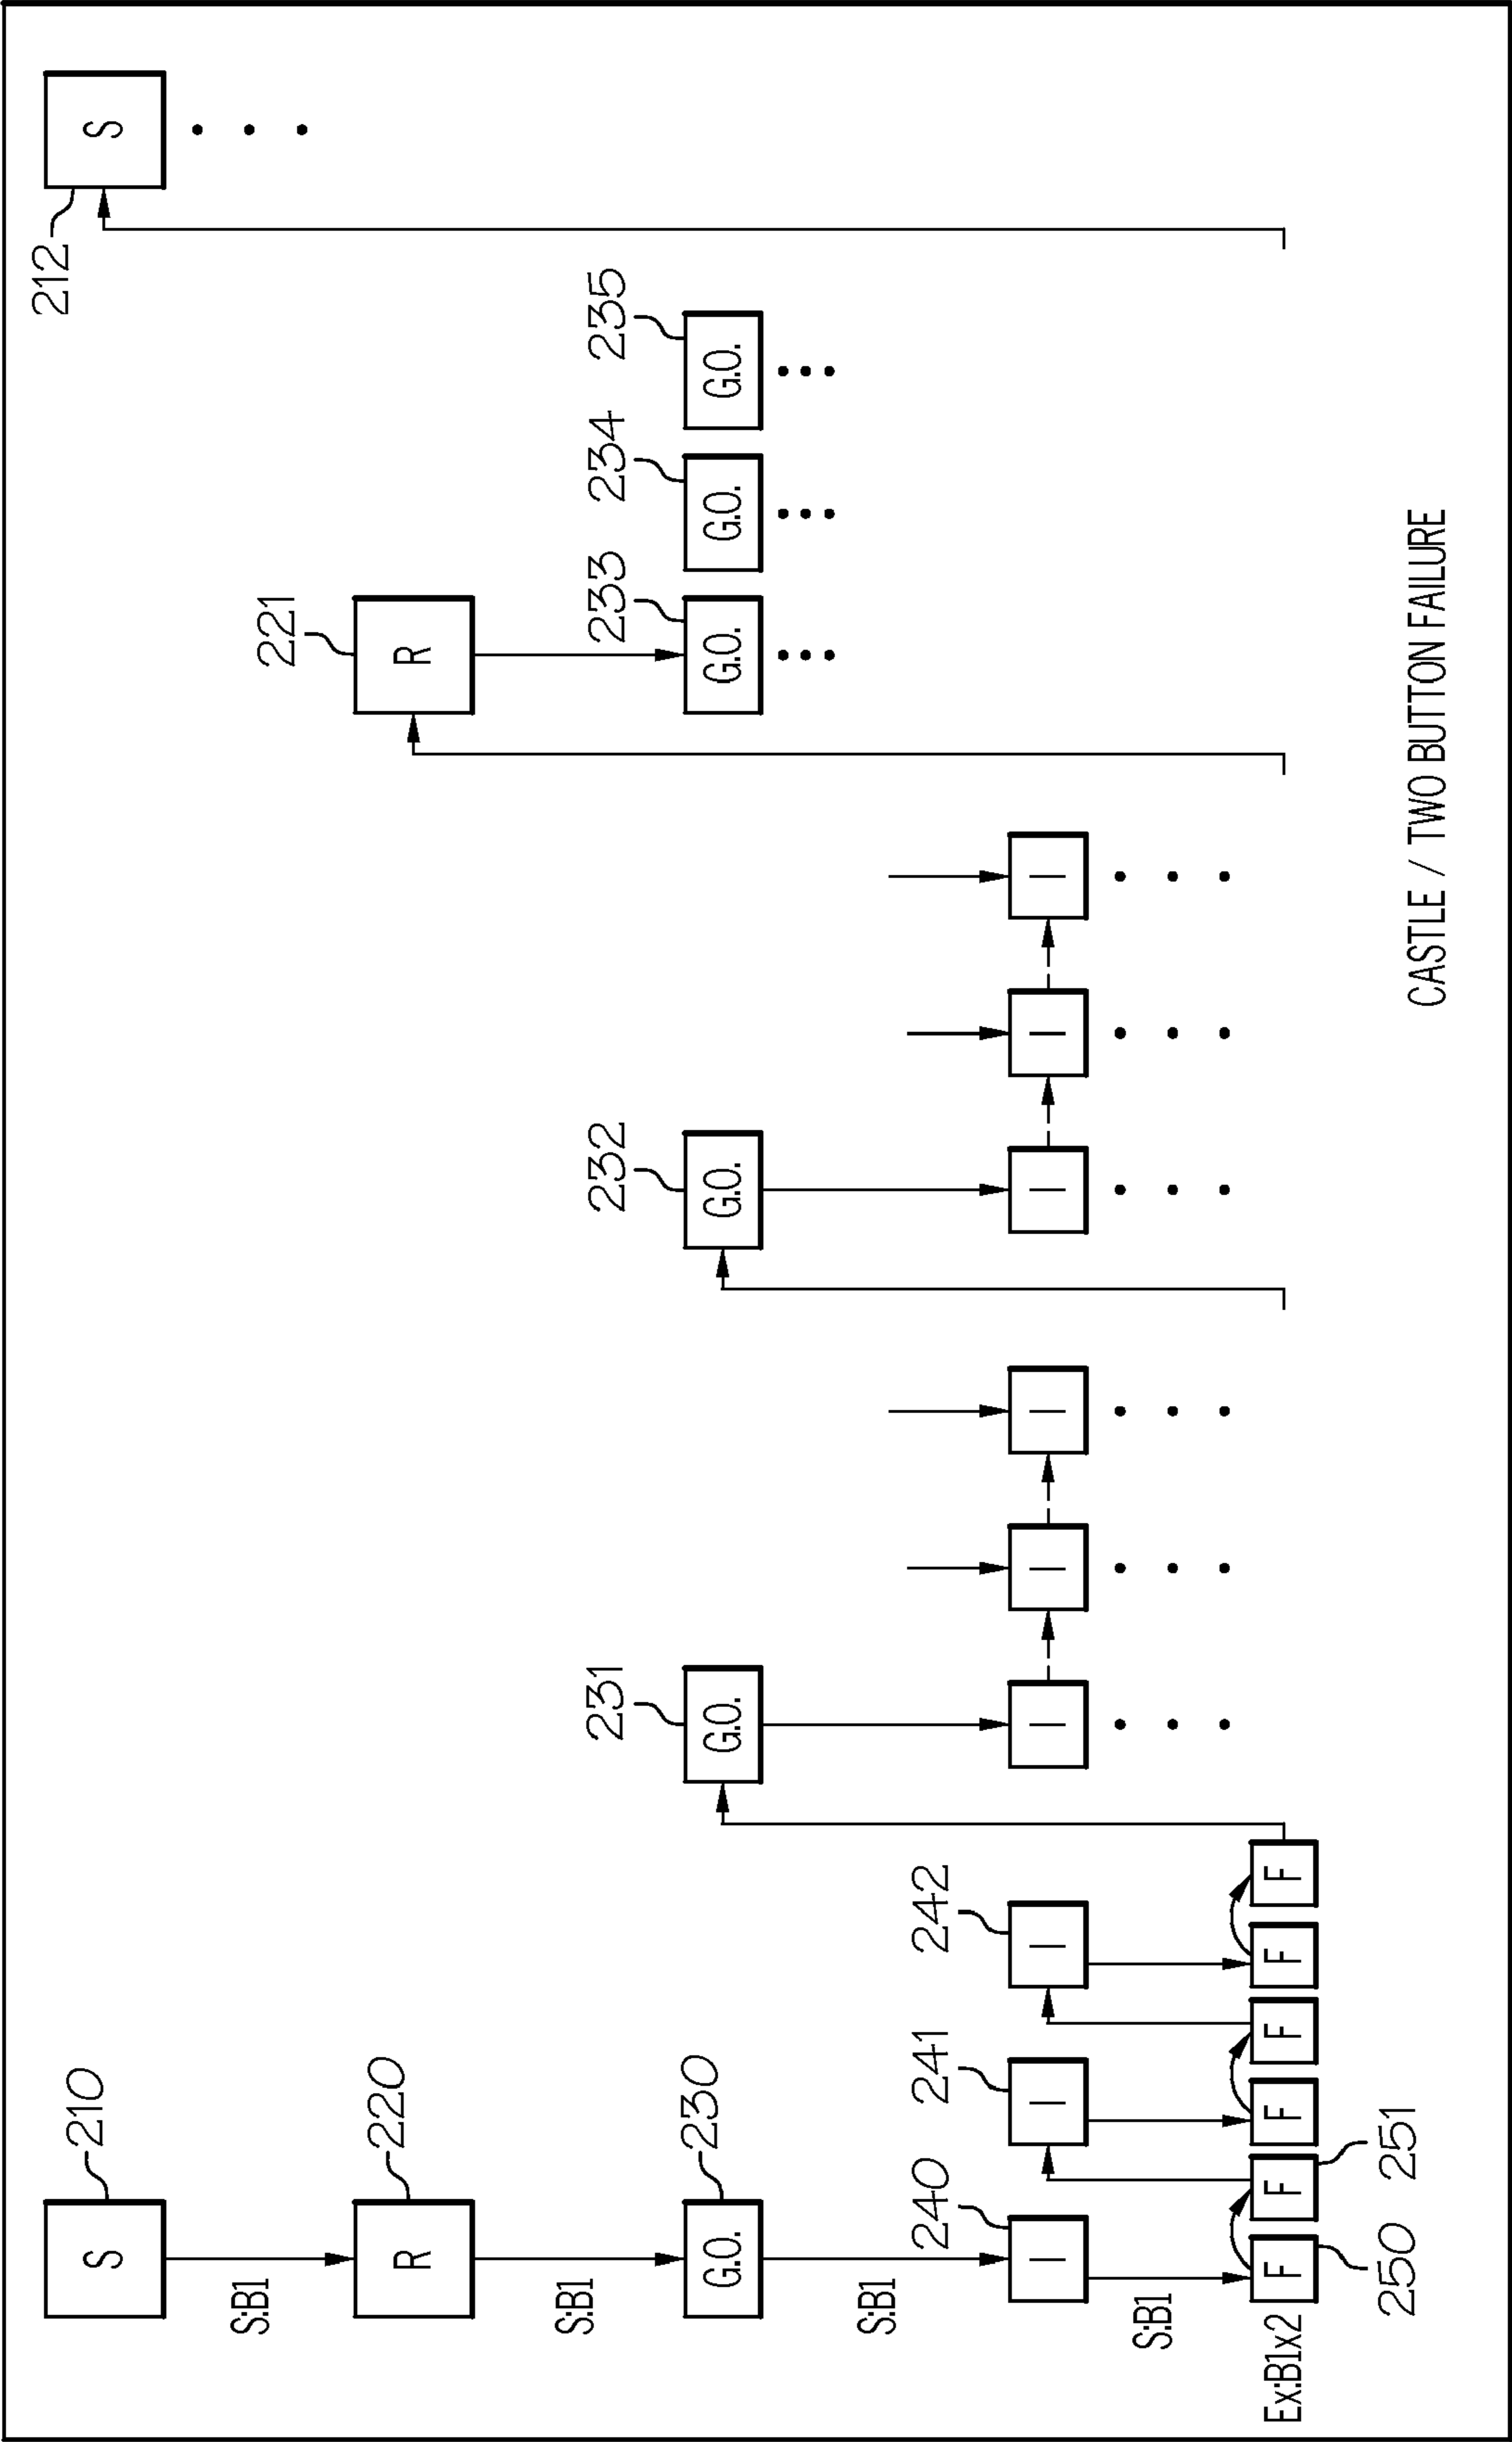 212
210
S S
S:B1
221
220
R R
S:B1
231 232 233 234 235
230
G.O. G.O. G.O. G.O. G.O. G.O.
S:B1
240 241 242
I I I I I I I I I
S:B1
Ex:B1x2 F F F F F F
250 251
CASTLE / TWO BUTTON FAILURE